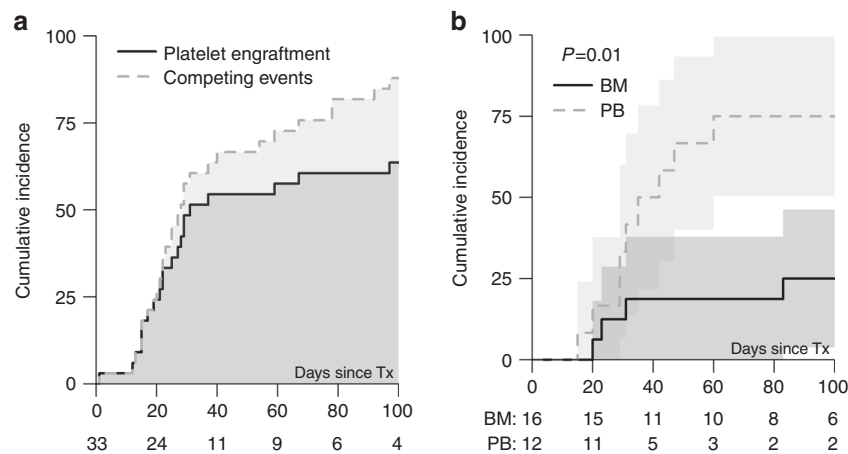 a
Cumulative incidence
100
75
50
25
0
Platelet engraftment
Competing events
Days since Tx
0 20 40 60 80 100
33 24 11 9 6 4
b
Cumulative incidence
100
75
50
25
0
P=0.01
BM
PB
Days since Tx
0 20 40 60 80 100
BM: 16 15 11 10 8 6
PB: 12 11 5 3 2 2